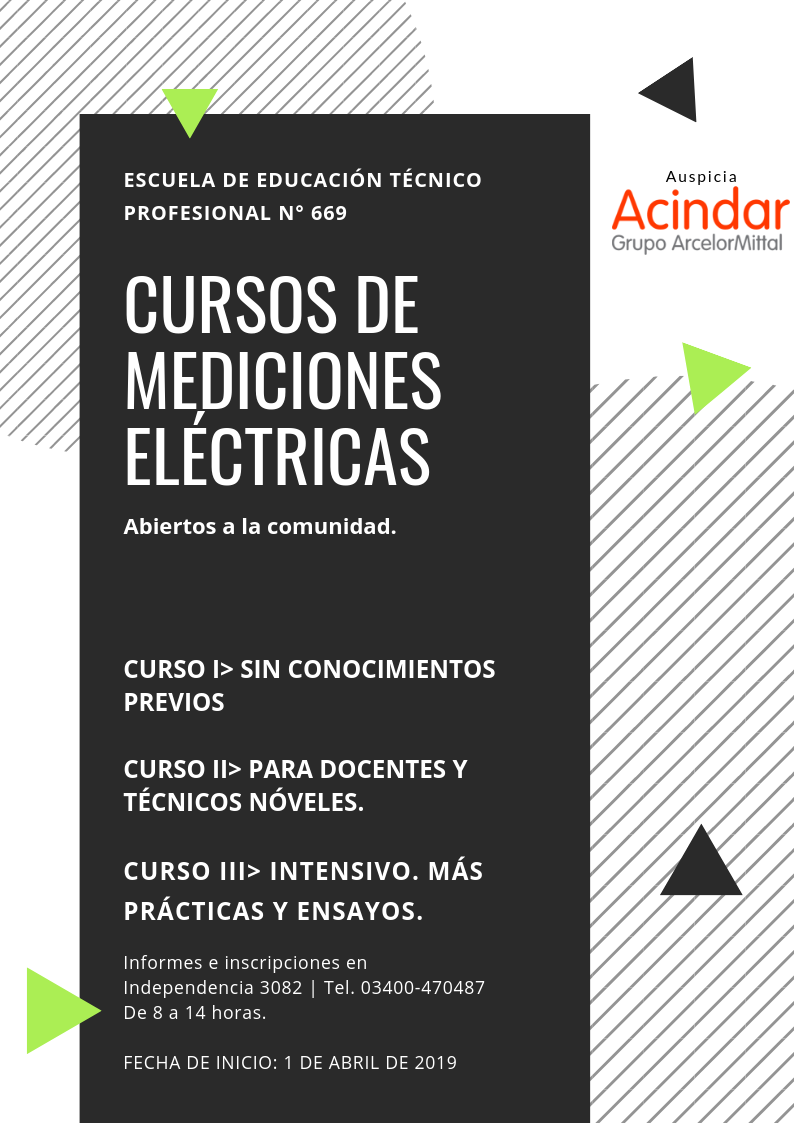 ESCUELA DE EDUCACIÓN TÉCNICO
PROFESIONAL N° 669
Auspicia
Acindar
Grupo ArcelorMittal
CURSOS DE
MEDICIONES
ELÉCTRICAS
Abiertos a la comunidad.
CURSO I> SIN CONOCIMIENTOS
PREVIOS
CURSO II> PARA DOCENTES Y
TÉCNICOS NÓVELES.
CURSO III> INTENSIVO. MÁS
PRÁCTICAS Y ENSAYOS.
Informes e inscripciones en
Independencia 3082 | Tel. 03400-470487
De 8 a 14 horas.
FECHA DE INICIO: 1 DE ABRIL DE 2019